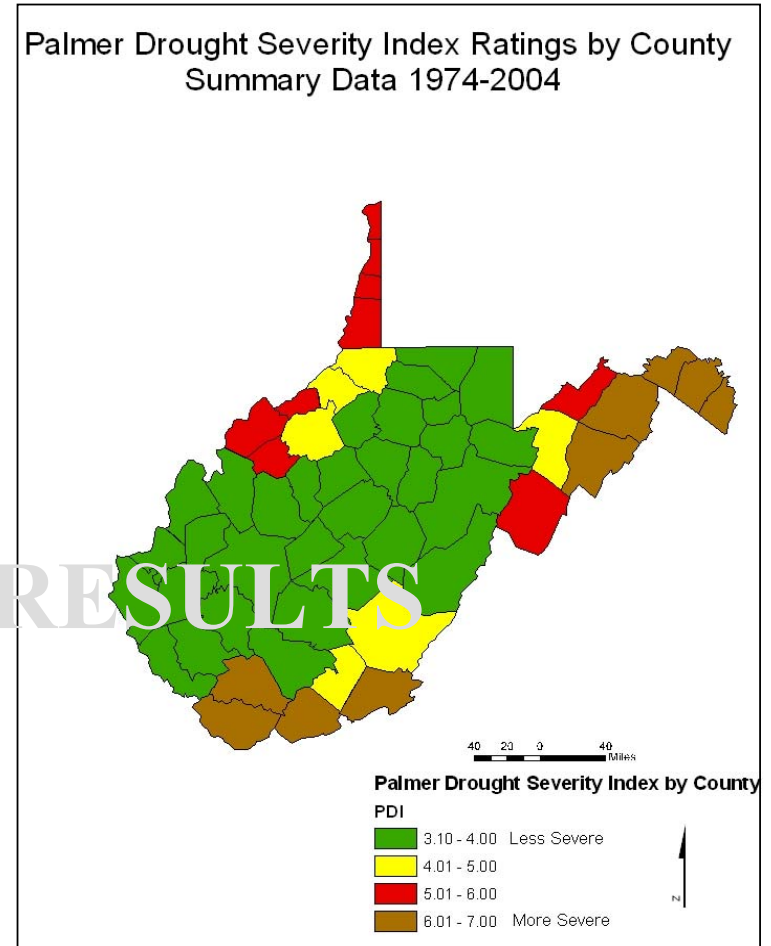 Palmer Drought Severity Index Ratings by County
Summary Data 1974-2004
RESULTS
40 20 0 40
Miles
Palmer Drought Severity Index by County
PDI
3.10 - 4.00 Less Severe
4.01 - 5.00
5.01 - 6.00
6.01 - 7.00 More Severe
N